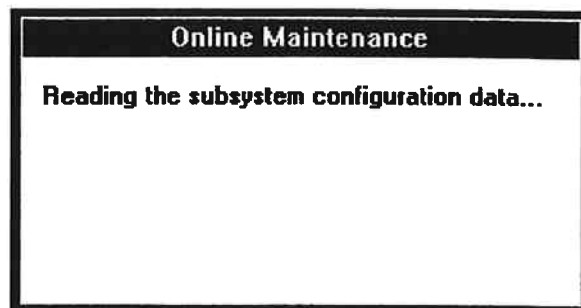 Online Maintenance
Reading the subsystem configuration data...